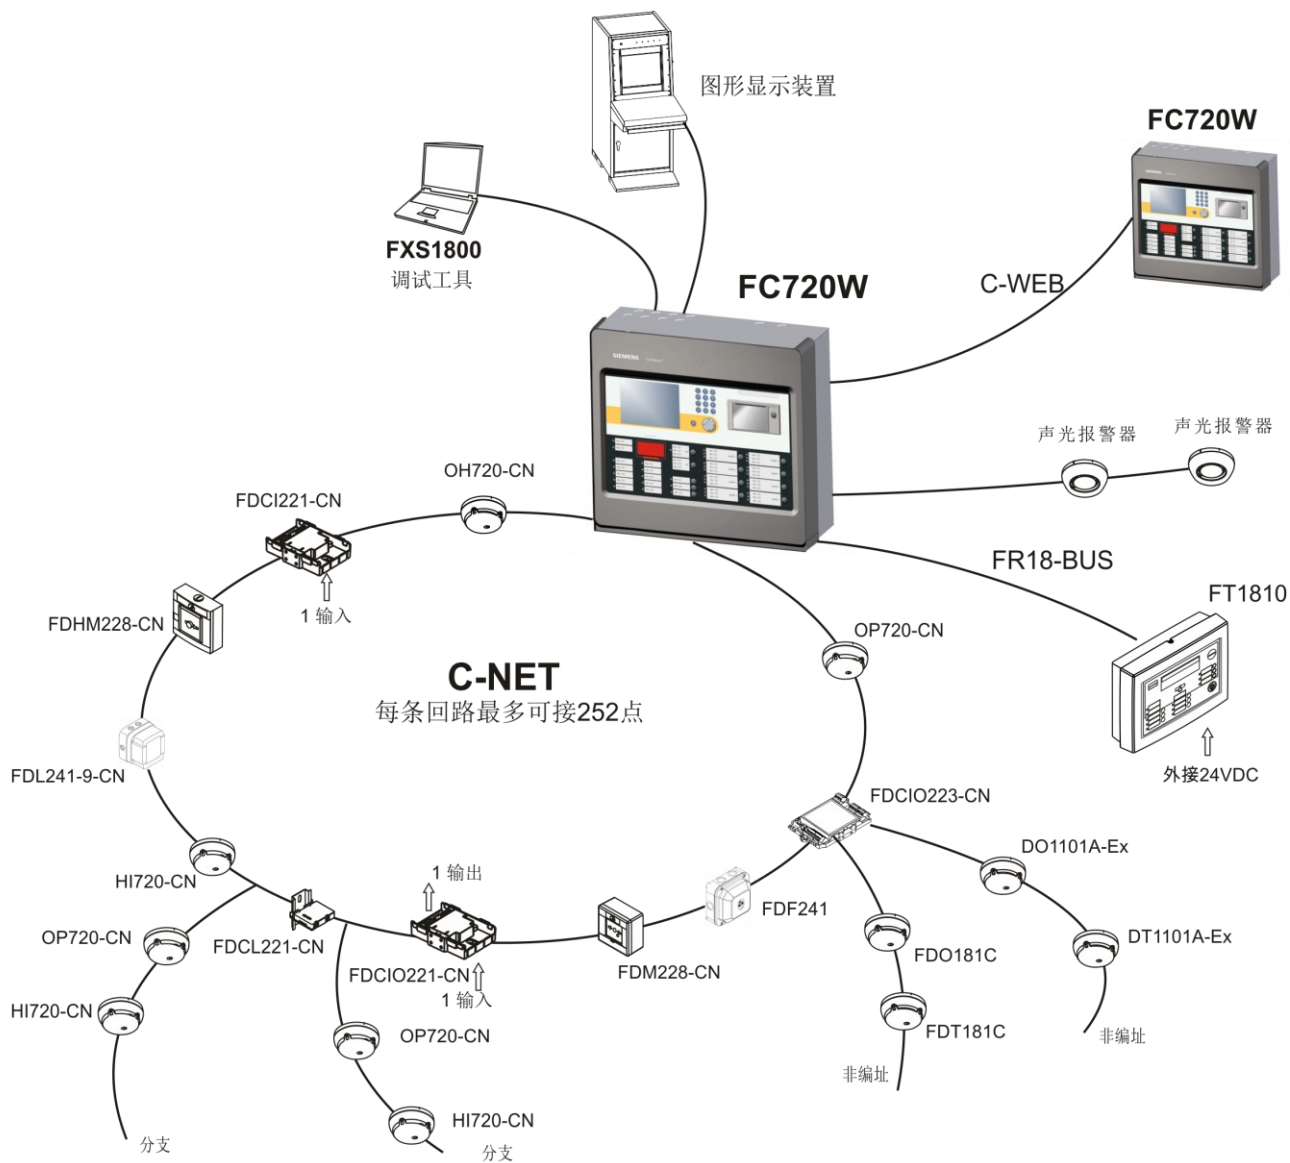 图形显示装置
FC720W
FXS1800
调试工具
FC720W
C-WEB
SIEMENS
声光报警器
声光报警器
OH720-CN
FDCI221-CN
1 输入
FDHM228-CN
FR18-BUS
FT1810
OP720-CN
C-NET
每条回路最多可接252点
外接24VDC
FDL241-9-CN
FDCIO223-CN
DO1101A-Ex
HI720-CN
1 输出
FDF241
OP720-CN
FDCL221-CN
FDCIO221-CN
1 输入
FDM228-CN
FDO181C
DT1101A-Ex
HI720-CN
OP720-CN
FDT181C
非编址
非编址
HI720-CN
分支
分支